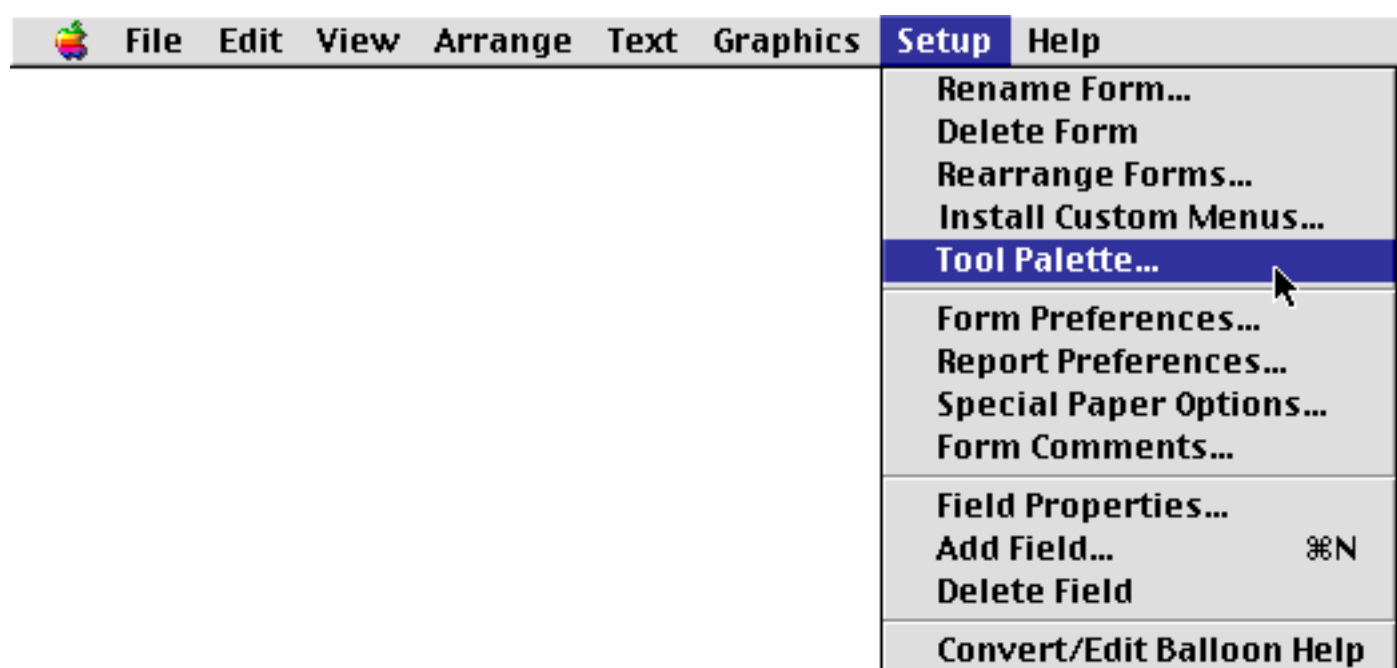 File Edit View Arrange Text Graphics Setup Help
Rename Form...
Delete Form
Rearrange Forms...
Install Custom Menus...
Tool Palette...
Form Preferences...
Report Preferences...
Special Paper Options...
Form Comments...
Field Properties...
Add Field... ⌘N
Delete Field
Convert/Edit Balloon Help